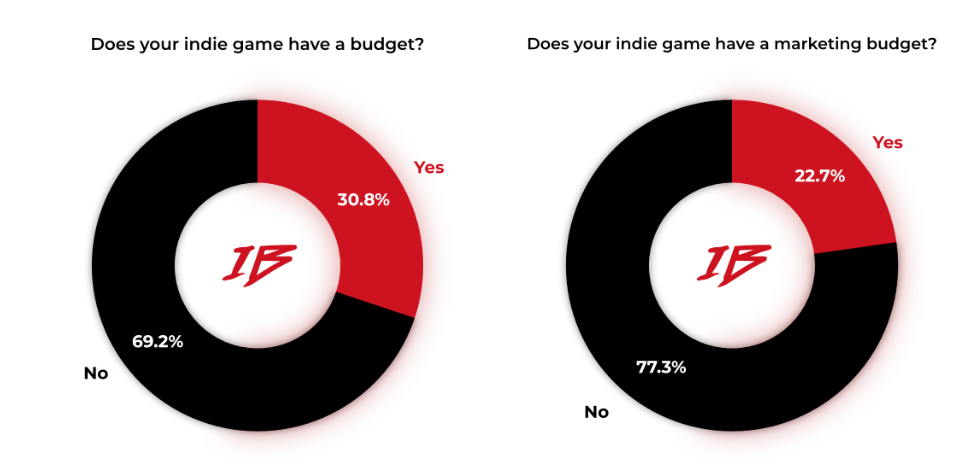 Does your indie game have a budget?
Yes
30.8%
IB
69.2%
No
Does your indie game have a marketing budget?
Yes
22.7%
IB
77.3%
No